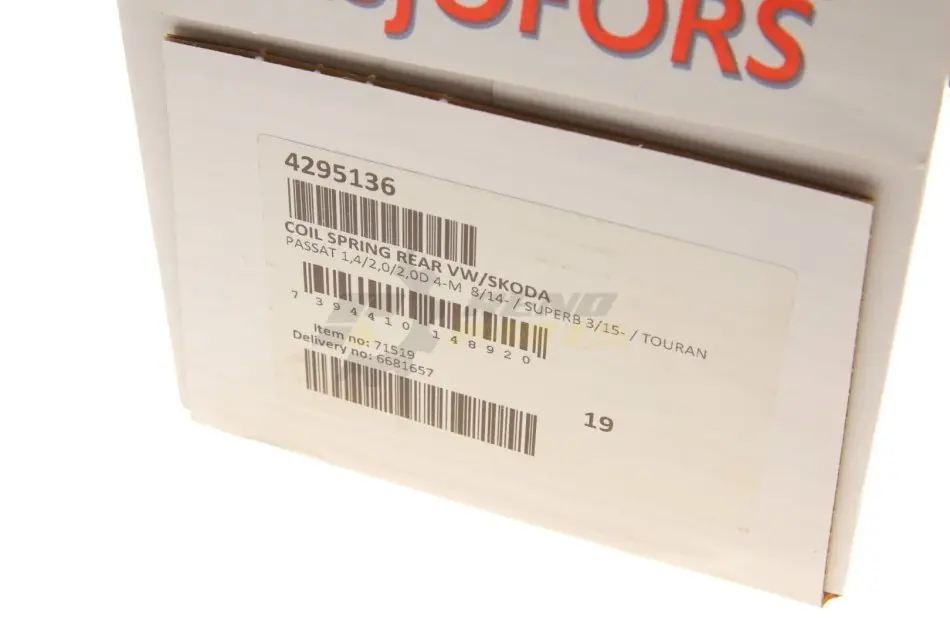 JOFORS
4295136
COIL SPRING REAR VW/SKODA
PASSAT 1,4/2,0/2,0D 4-M 8/14- / SUPERB 3/15- / TOURAN
7 394410 148920
Item no: 71519
Delivery no: 6681657
19